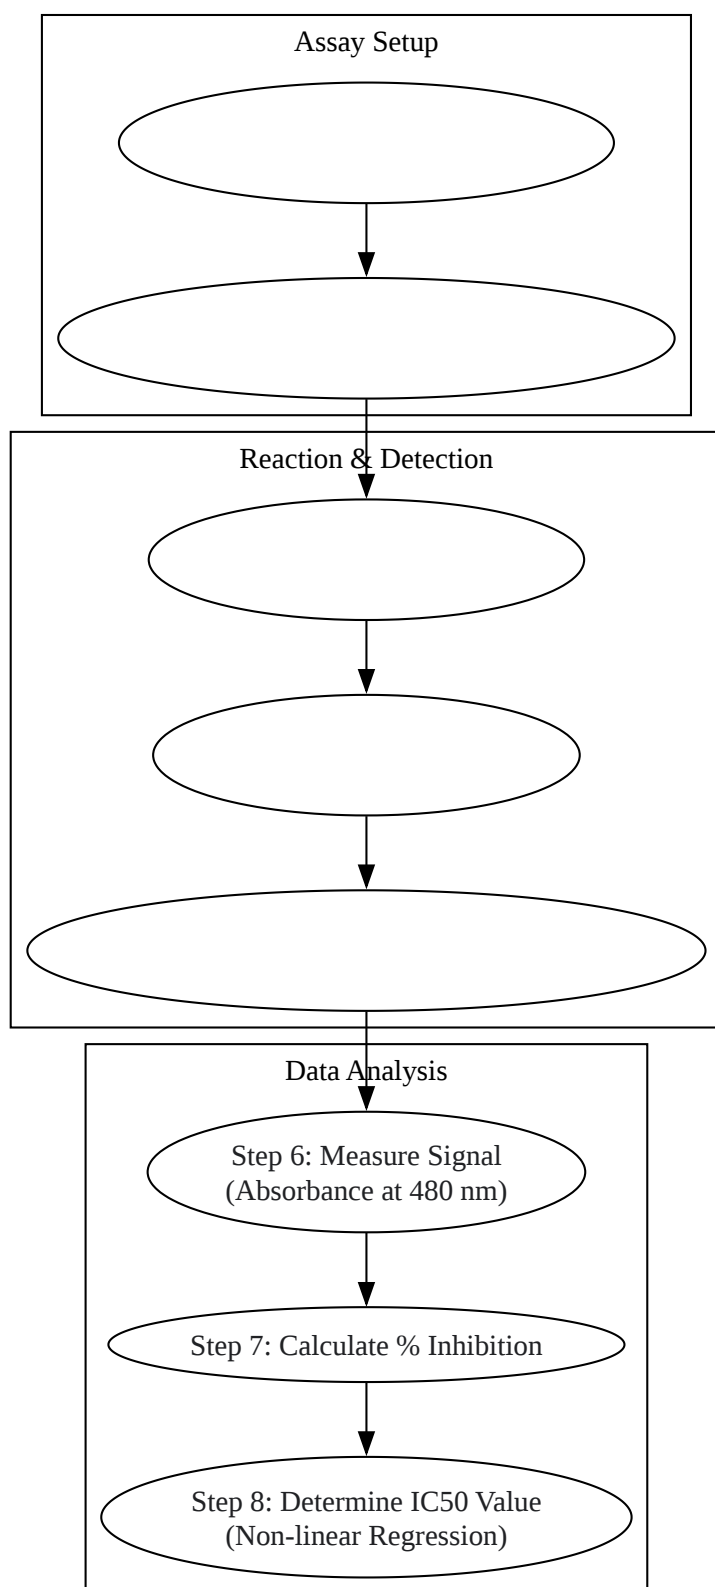 Assay Setup
Reaction & Detection
Data Analysis
Step 6: Measure Signal
(Absorbance at 480 nm)
Step 7: Calculate % Inhibition
Step 8: Determine IC50 Value
(Non-linear Regression)